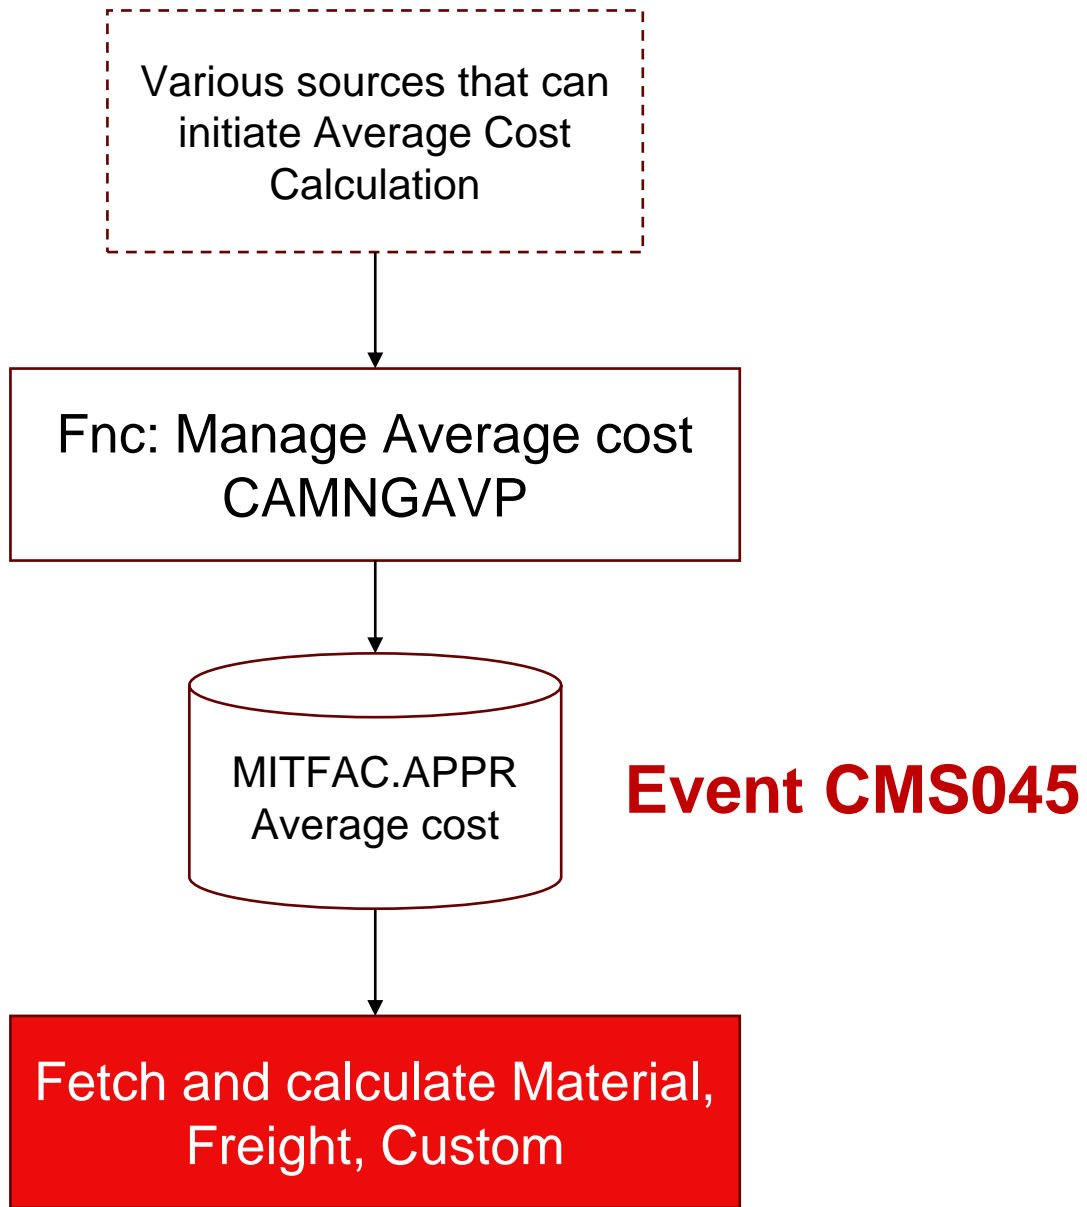 Various sources that can
initiate Average Cost
Calculation
Fnc: Manage Average cost
CAMNGAVP
MITFAC.APPR
Average cost
Event CMS045
Fetch and calculate Material,
Freight, Custom